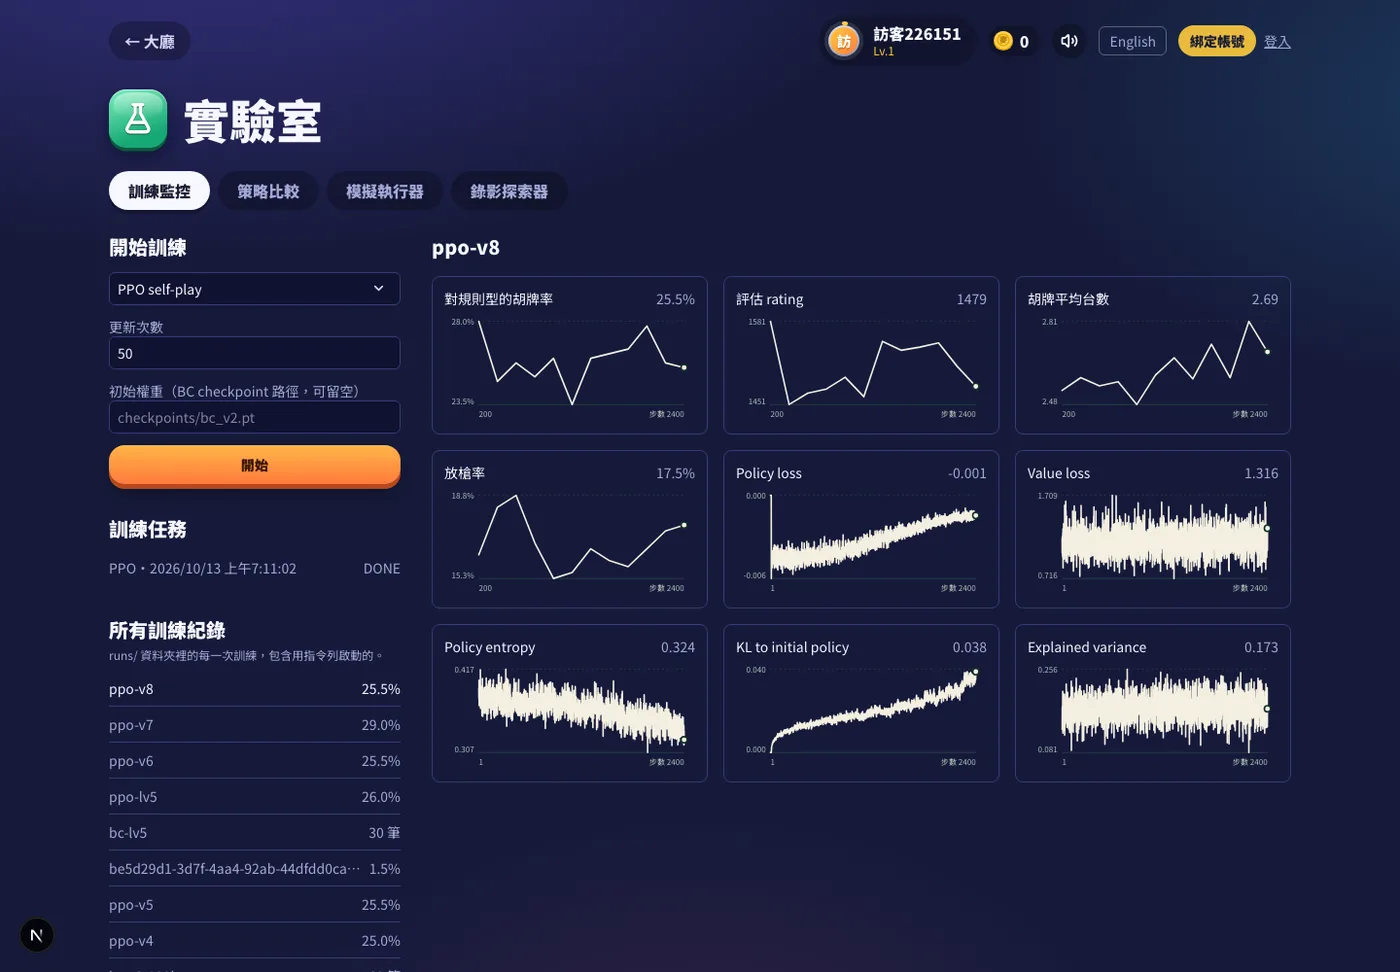 ← 大廳
訪
訪客226151
Lv.1
0
English
綁定帳號
登入
實驗室
訓練監控
策略比較
模擬執行器
錄影探索器
開始訓練
PPO self-play
更新次數
50
初始權重（BC checkpoint 路徑，可留空）
checkpoints/bc_v2.pt
開始
訓練任務
PPO・2026/10/13 上午7:11:02
DONE
所有訓練紀錄
runs/ 資料夾裡的每一次訓練，包含用指令列啟動的。
ppo-v8 25.5%
ppo-v7 29.0%
ppo-v6 25.5%
ppo-lv5 26.0%
bc-lv5 30 筆
be5d29d1-3d7f-4aa4-92ab-44dfdd0ca… 1.5%
ppo-v5 25.5%
ppo-v4 25.0%
ppo-v8
對規則型的胡牌率 25.5%
28.0%
23.5%
200 步數 2400
評估 rating 1479
1581
1451
200 步數 2400
胡牌平均台數 2.69
2.81
2.48
200 步數 2400
放槍率 17.5%
18.8%
15.3%
200 步數 2400
Policy loss -0.001
0.000
-0.006
1 步數 2400
Value loss 1.316
1.709
0.716
1 步數 2400
Policy entropy 0.324
0.417
0.307
1 步數 2400
KL to initial policy 0.038
0.040
0.000
1 步數 2400
Explained variance 0.173
0.256
0.081
1 步數 2400
N